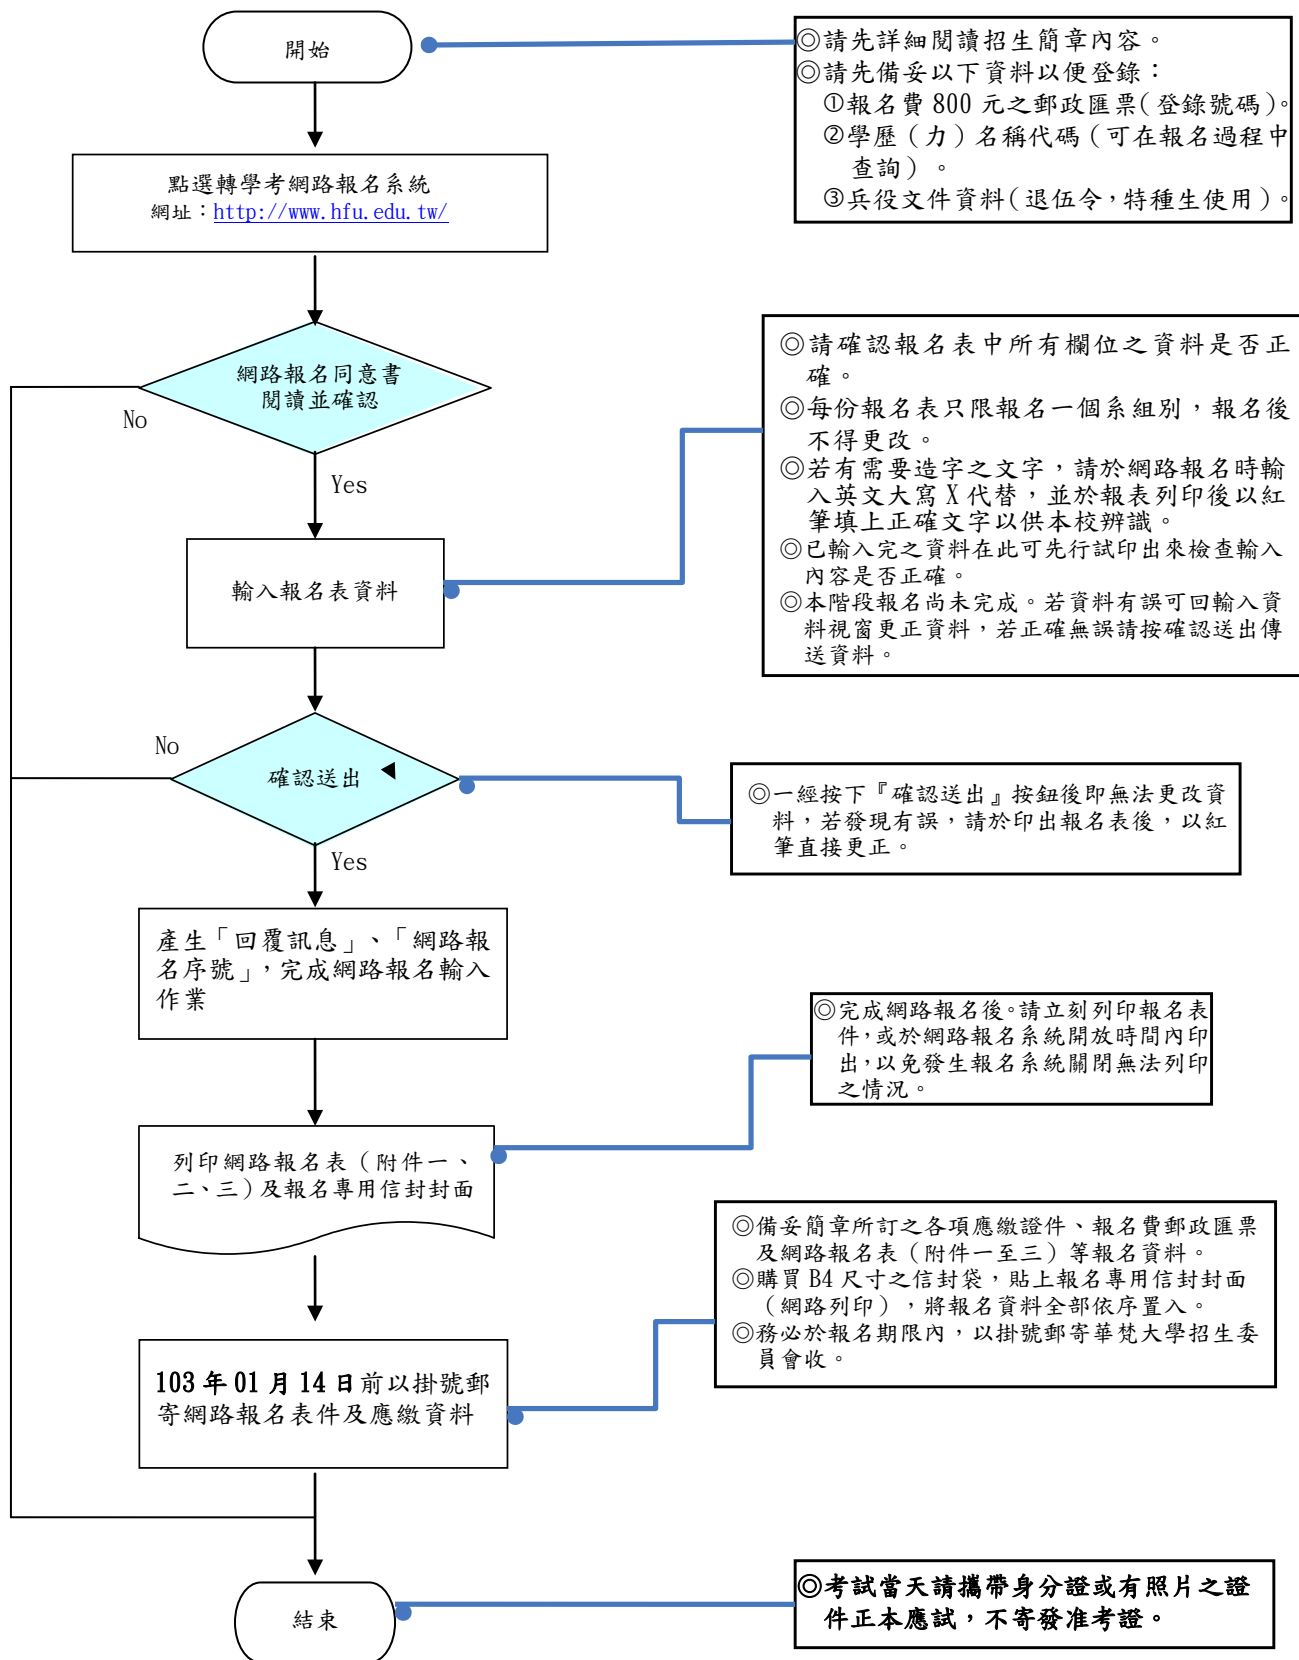 開始
◎請先詳細閱讀招生簡章內容。
◎請先備妥以下資料以便登錄：
①報名費 800 元之郵政匯票(登錄號碼)。
②學歷（力）名稱代碼（可在報名過程中
查詢）。
③兵役文件資料(退伍令，特種生使用)。
點選轉學考網路報名系統
網址：http://www.hfu.edu.tw/
網路報名同意書
閱讀並確認
No
Yes
◎請確認報名表中所有欄位之資料是否正
確。
◎每份報名表只限報名一個系組別，報名後
不得更改。
◎若有需要造字之文字，請於網路報名時輸
入英文大寫 X 代替，並於報表列印後以紅
筆填上正確文字以供本校辨識。
◎已輸入完之資料在此可先行試印出來檢查輸入
內容是否正確。
◎本階段報名尚未完成。若資料有誤可回輸入資
料視窗更正資料，若正確無誤請按確認送出傳
送資料。
輸入報名表資料
No
確認送出
Yes
◎一經按下『確認送出』按鈕後即無法更改資
料，若發現有誤，請於印出報名表後，以紅
筆直接更正。
產生「回覆訊息」、「網路報
名序號」，完成網路報名輸入
作業
◎完成網路報名後。請立刻列印報名表
件，或於網路報名系統開放時間內印
出，以免發生報名系統關閉無法列印
之情況。
列印網路報名表（附件一、
二、三）及報名專用信封封面
◎備妥簡章所訂之各項應繳證件、報名費郵政匯票
及網路報名表（附件一至三）等報名資料。
◎購買 B4 尺寸之信封袋，貼上報名專用信封封面
（網路列印），將報名資料全部依序置入。
◎務必於報名期限內，以掛號郵寄華梵大學招生委
員會收。
103 年 01 月 14 日前以掛號郵
寄網路報名表件及應繳資料
結束
◎考試當天請攜帶身分證或有照片之證
件正本應試，不寄發准考證。